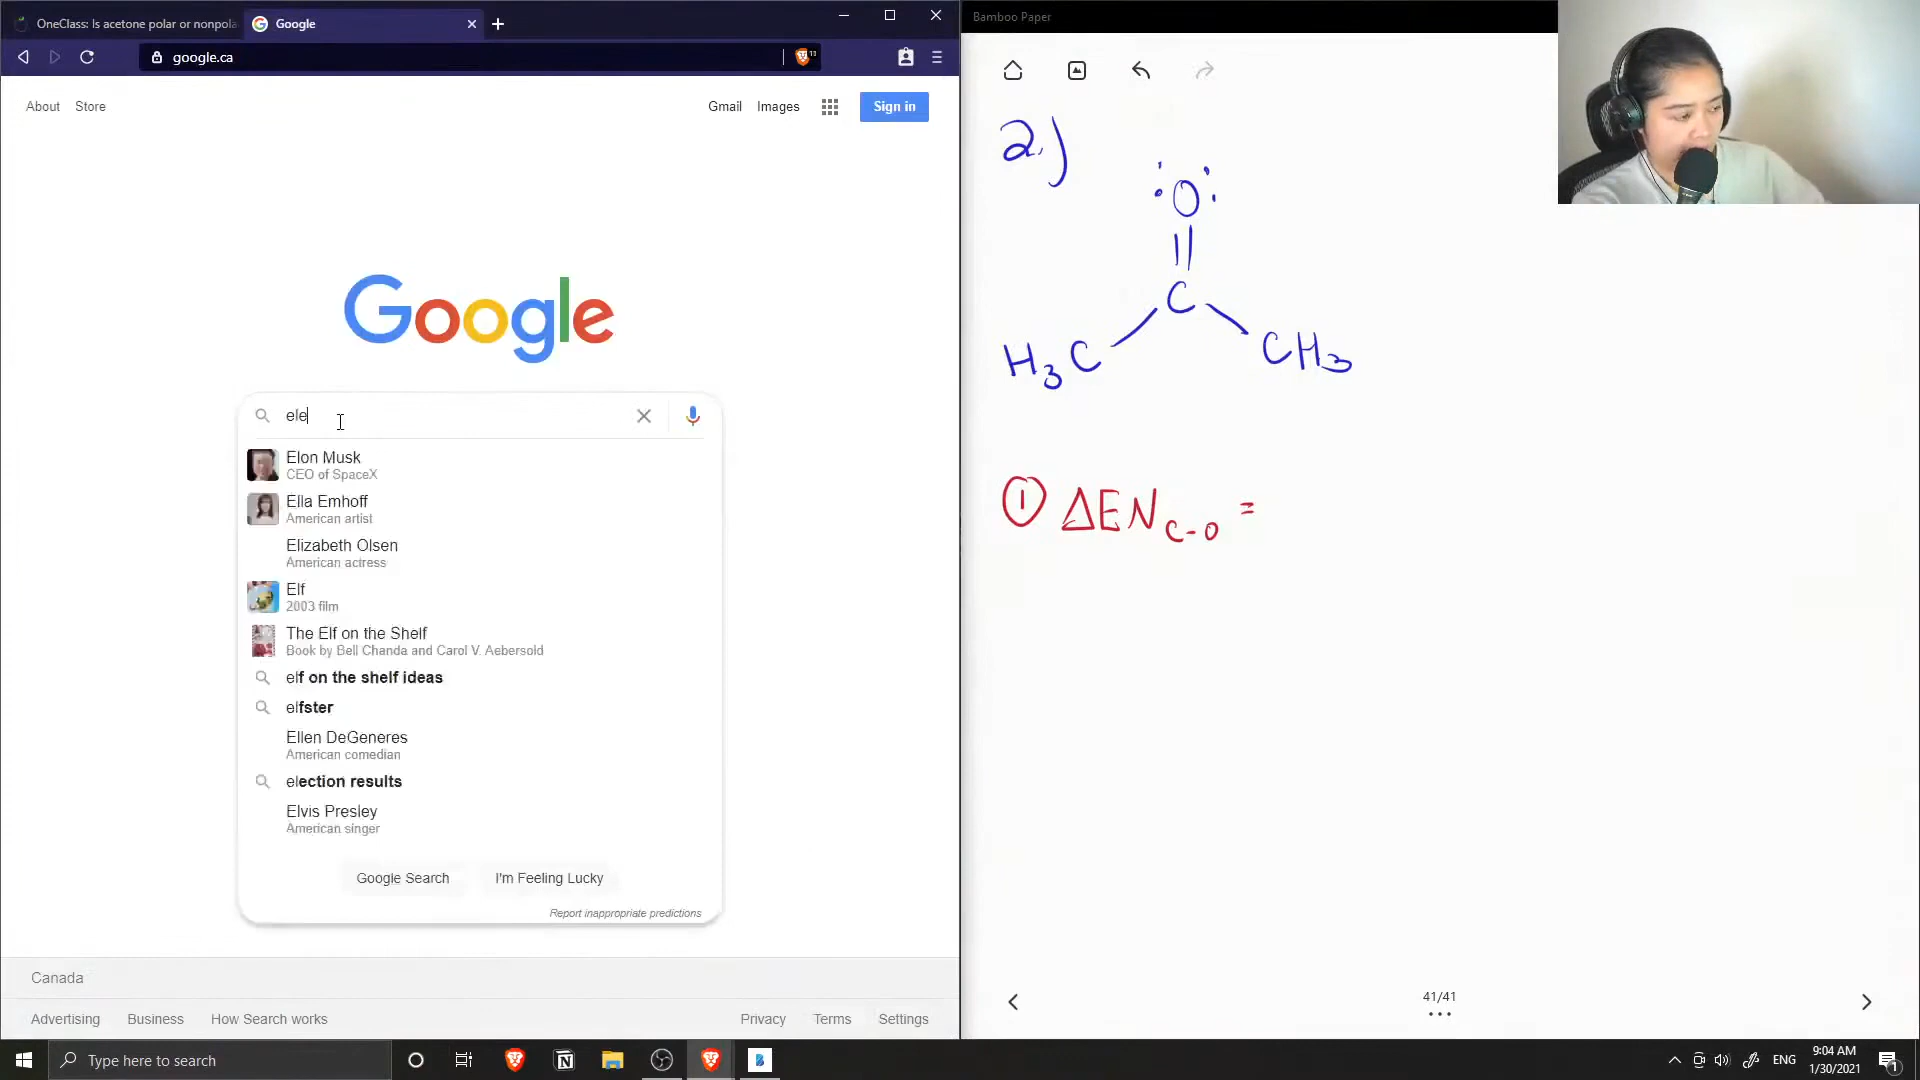 OneClass: Is acetone polar or nonpola
Google
google.ca
13
About Store
Gmail Images
Sign in
Google
ele
Elon Musk
CEO of SpaceX
Ella Emhoff
American artist
Elizabeth Olsen
American actress
Elf
2003 film
The Elf on the Shelf
Book by Bell Chanda and Carol V. Aebersold
elf on the shelf ideas
elfster
Ellen DeGeneres
American comedian
election results
Elvis Presley
American singer
Google Search I'm Feeling Lucky
Report inappropriate predictions
Canada
Advertising Business How Search works
Privacy Terms Settings
Bamboo Paper
2.)
O
C
H3C CH3
① ΔEN C-O =
41/41
Type here to search
ENG
9:04 AM
1/30/2021
1